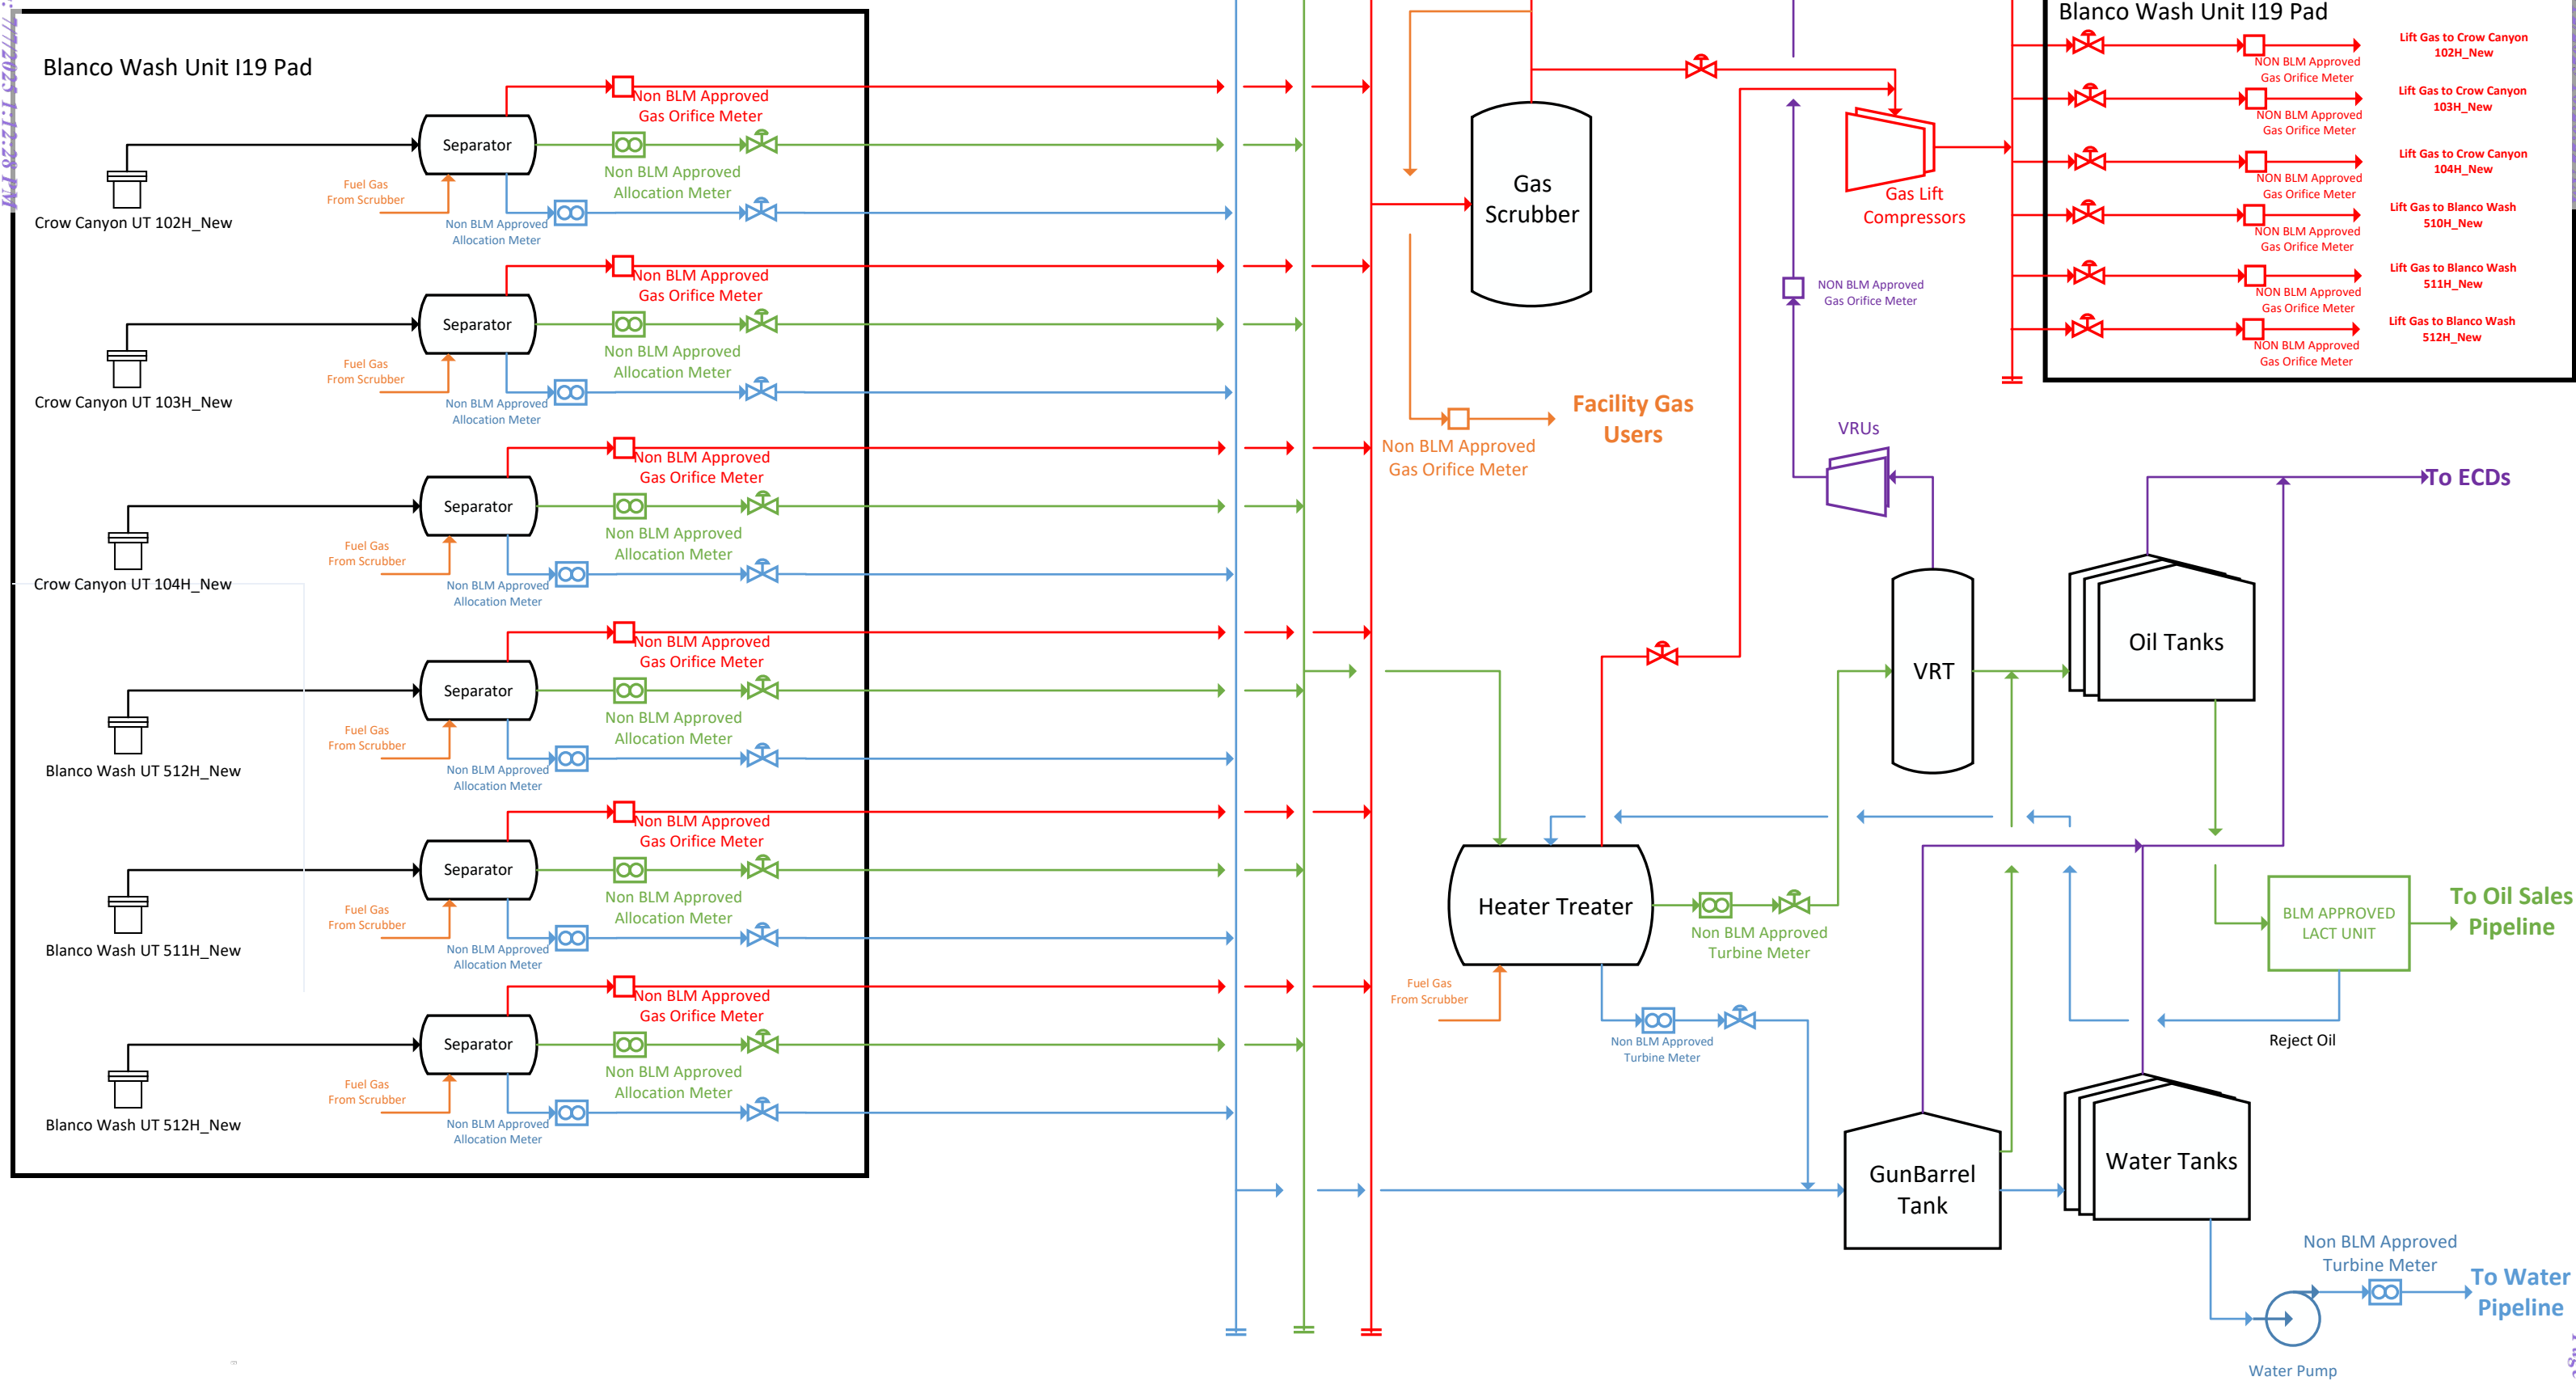 7/7/2025 1:12:28 PM
Blanco Wash Unit I19 Pad
Separator
Non BLM Approved
Gas Orifice Meter
Non BLM Approved
Allocation Meter
Fuel Gas
From Scrubber
Non BLM Approved
Allocation Meter
Crow Canyon UT 102H_New
Separator
Non BLM Approved
Gas Orifice Meter
Non BLM Approved
Allocation Meter
Fuel Gas
From Scrubber
Non BLM Approved
Allocation Meter
Crow Canyon UT 103H_New
Separator
Non BLM Approved
Gas Orifice Meter
Non BLM Approved
Allocation Meter
Fuel Gas
From Scrubber
Non BLM Approved
Allocation Meter
Crow Canyon UT 104H_New
Separator
Non BLM Approved
Gas Orifice Meter
Non BLM Approved
Allocation Meter
Fuel Gas
From Scrubber
Non BLM Approved
Allocation Meter
Blanco Wash UT 512H_New
Separator
Non BLM Approved
Gas Orifice Meter
Non BLM Approved
Allocation Meter
Fuel Gas
From Scrubber
Non BLM Approved
Allocation Meter
Blanco Wash UT 511H_New
Separator
Non BLM Approved
Gas Orifice Meter
Non BLM Approved
Allocation Meter
Fuel Gas
From Scrubber
Non BLM Approved
Allocation Meter
Blanco Wash UT 512H_New
Gas
Scrubber
Gas Lift
Compressors
NON BLM Approved
Gas Orifice Meter
Facility Gas
Users
Non BLM Approved
Gas Orifice Meter
VRUs
Blanco Wash Unit I19 Pad
NON BLM Approved
Gas Orifice Meter
Lift Gas to Crow Canyon
102H_New
NON BLM Approved
Gas Orifice Meter
Lift Gas to Crow Canyon
103H_New
NON BLM Approved
Gas Orifice Meter
Lift Gas to Crow Canyon
104H_New
NON BLM Approved
Gas Orifice Meter
Lift Gas to Blanco Wash
510H_New
NON BLM Approved
Gas Orifice Meter
Lift Gas to Blanco Wash
511H_New
NON BLM Approved
Gas Orifice Meter
Lift Gas to Blanco Wash
512H_New
To ECDs
VRT
Oil Tanks
Heater Treater
Non BLM Approved
Turbine Meter
Fuel Gas
From Scrubber
Non BLM Approved
Turbine Meter
BLM APPROVED
LACT UNIT
To Oil Sales
Pipeline
Reject Oil
GunBarrel
Tank
Water Tanks
Non BLM Approved
Turbine Meter
To Water
Pipeline
Water Pump